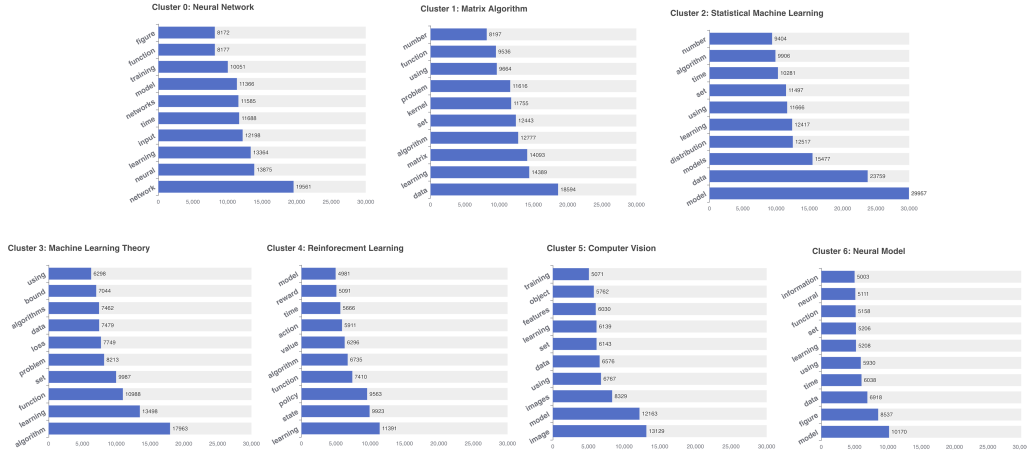 Cluster 0: Neural Network
figure 8172
function 8177
training 10051
model 11366
networks 11585
time 11688
input 12198
learning 13364
neural 13875
network 19561
0 5,000 10,000 15,000 20,000 25,000 30,000
Cluster 1: Matrix Algorithm
number 8197
function 9536
using 9664
problem 11616
kernel 11755
set 12443
algorithm 12777
matrix 14093
learning 14389
data 18594
0 5,000 10,000 15,000 20,000 25,000 30,000
Cluster 2: Statistical Machine Learning
number 9404
algorithm 9906
time 10281
set 11497
using 11666
learning 12417
distribution 12517
models 15477
data 23759
model 29957
0 5,000 10,000 15,000 20,000 25,000 30,000
Cluster 3: Machine Learning Theory
using 6298
bound 7044
algorithms 7462
data 7479
loss 7749
problem 8213
set 9987
function 10988
learning 13498
algorithm 17963
0 5,000 10,000 15,000 20,000 25,000 30,000
Cluster 4: Reinforecment Learning
model 4981
reward 5091
time 5666
action 5911
value 6296
algorithm 6735
function 7410
policy 9563
state 9923
learning 11391
0 5,000 10,000 15,000 20,000 25,000 30,000
Cluster 5: Computer Vision
training 5071
object 5762
features 6030
learning 6139
set 6143
data 6576
using 6767
images 8329
model 12163
image 13129
0 5,000 10,000 15,000 20,000 25,000 30,000
Cluster 6: Neural Model
information 5003
neural 5111
function 5158
set 5206
learning 5208
using 5930
time 6038
data 6918
figure 8537
model 10170
0 5,000 10,000 15,000 20,000 25,000 30,000